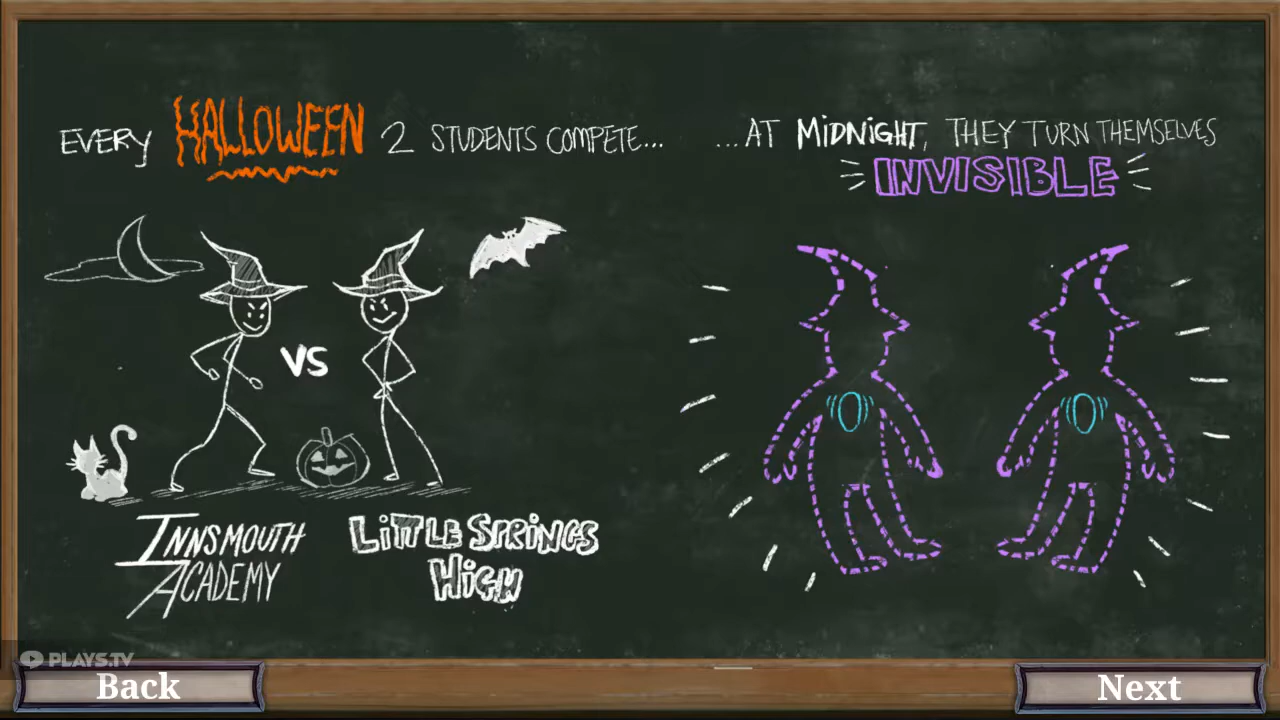 EVERY HALLOWEEN 2 STUDENTS COMPETE...
...AT MIDNIGHT, THEY TURN THEMSELVES
INVISIBLE
VS
INNSMOUTH
ACADEMY
LITTLE SPRINGS
HIGH
PLAYS.TV
Back
Next